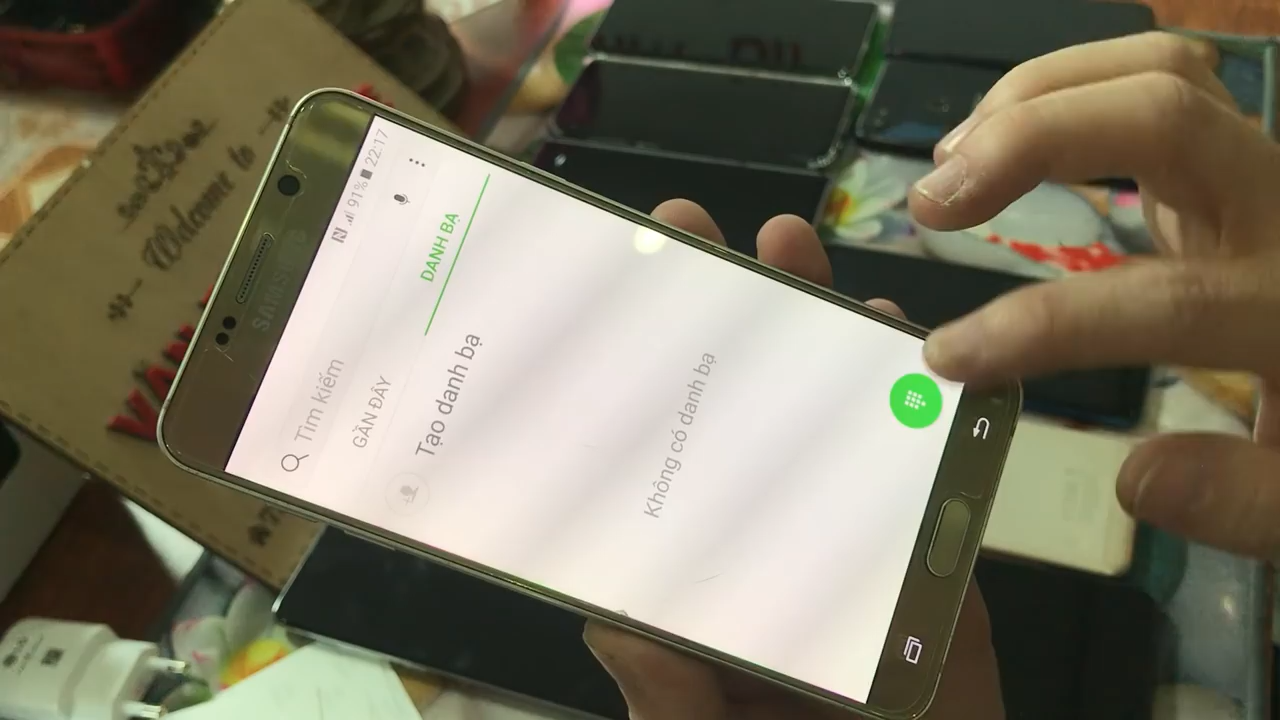 SAMSUNG
91% 22:17
Tìm kiếm
GẦN ĐÂY
DANH BẠ
Tạo danh bạ
Không có danh bạ
Welcome to